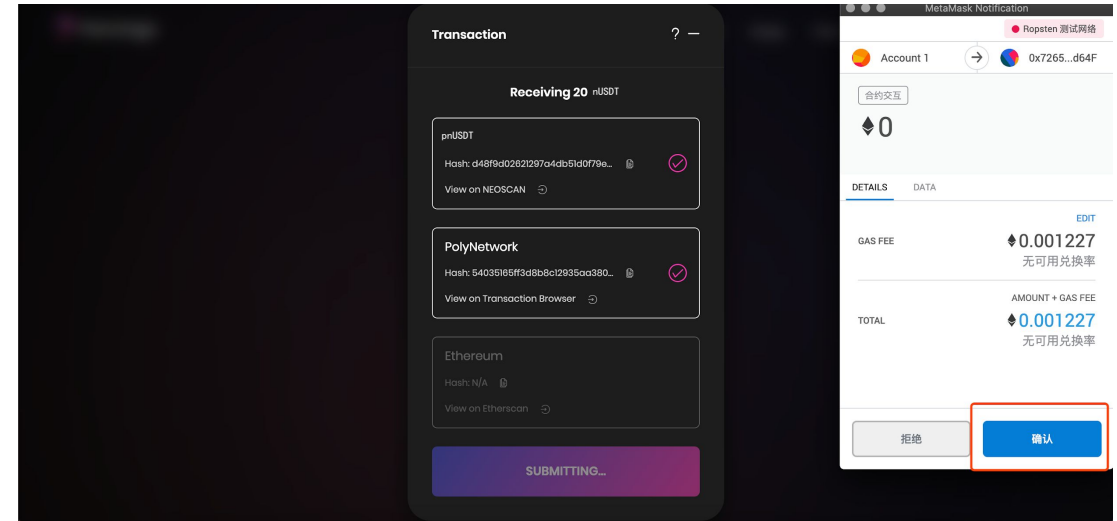 Transaction
? —
Receiving 20 nUSDT
pnUSDT
Hash: d48f9d02621297a4db51d0f79e...
View on NEOSCAN
PolyNetwork
Hash: 54035165ff3d8b8c12935aa380...
View on Transaction Browser
Ethereum
Hash: N/A
View on Etherscan
SUBMITTING...
MetaMask Notification
Ropsten 测试网络
Account 1
0x7265...d64F
合约交互
0
DETAILS DATA
EDIT
GAS FEE
0.001227
无可用兑换率
AMOUNT + GAS FEE
TOTAL
0.001227
无可用兑换率
拒绝
确认